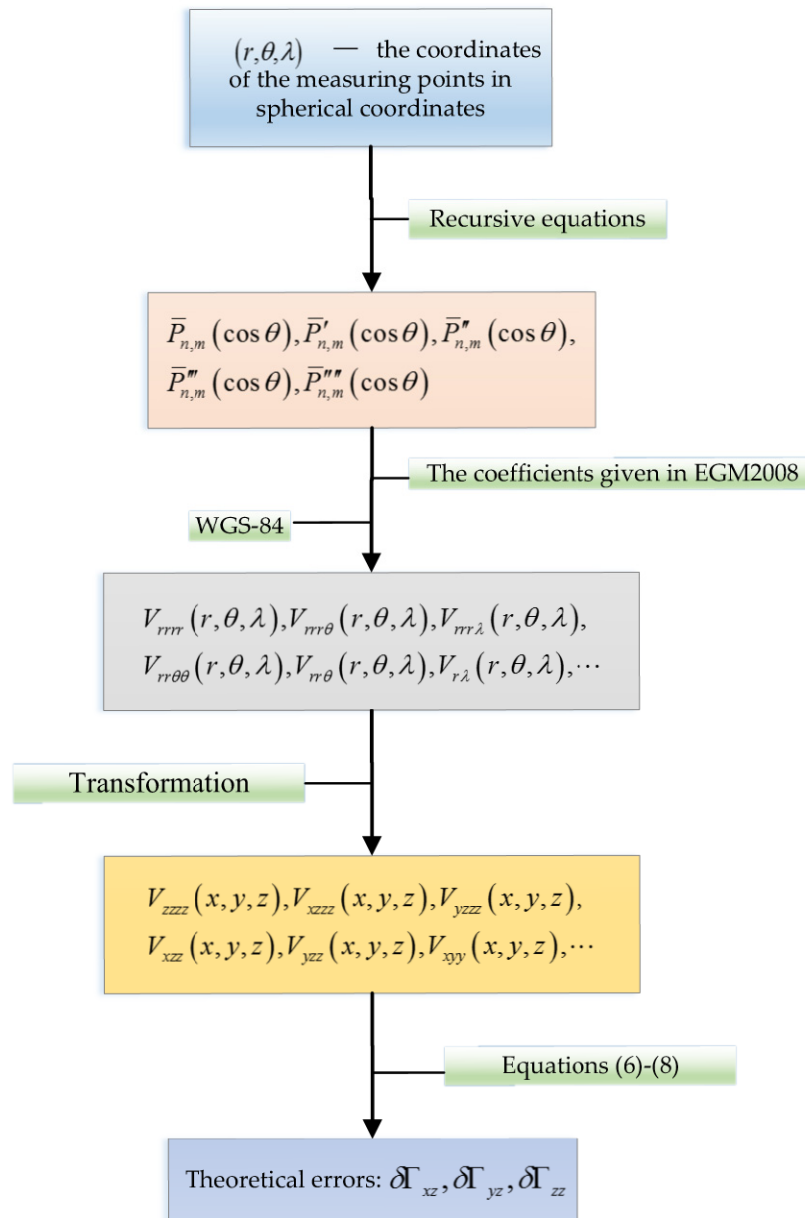 (r,θ,λ) — the coordinates
of the measuring points in
spherical coordinates
Recursive equations
P̅n,m(cosθ), P̅′n,m(cosθ), P̅″n,m(cosθ),
P̅‴n,m(cosθ), P̅″″n,m(cosθ)
The coefficients given in EGM2008
WGS-84
Vrrrr(r,θ,λ), Vrrrθ(r,θ,λ), Vrrrλ(r,θ,λ),
Vrrθθ(r,θ,λ), Vrrθ(r,θ,λ), Vrλ(r,θ,λ), ⋯
Transformation
Vzzzz(x,y,z), Vxzzz(x,y,z), Vyzzz(x,y,z),
Vxzz(x,y,z), Vyzz(x,y,z), Vxyy(x,y,z), ⋯
Equations (6)-(8)
Theoretical errors: δΓxz, δΓyz, δΓzz